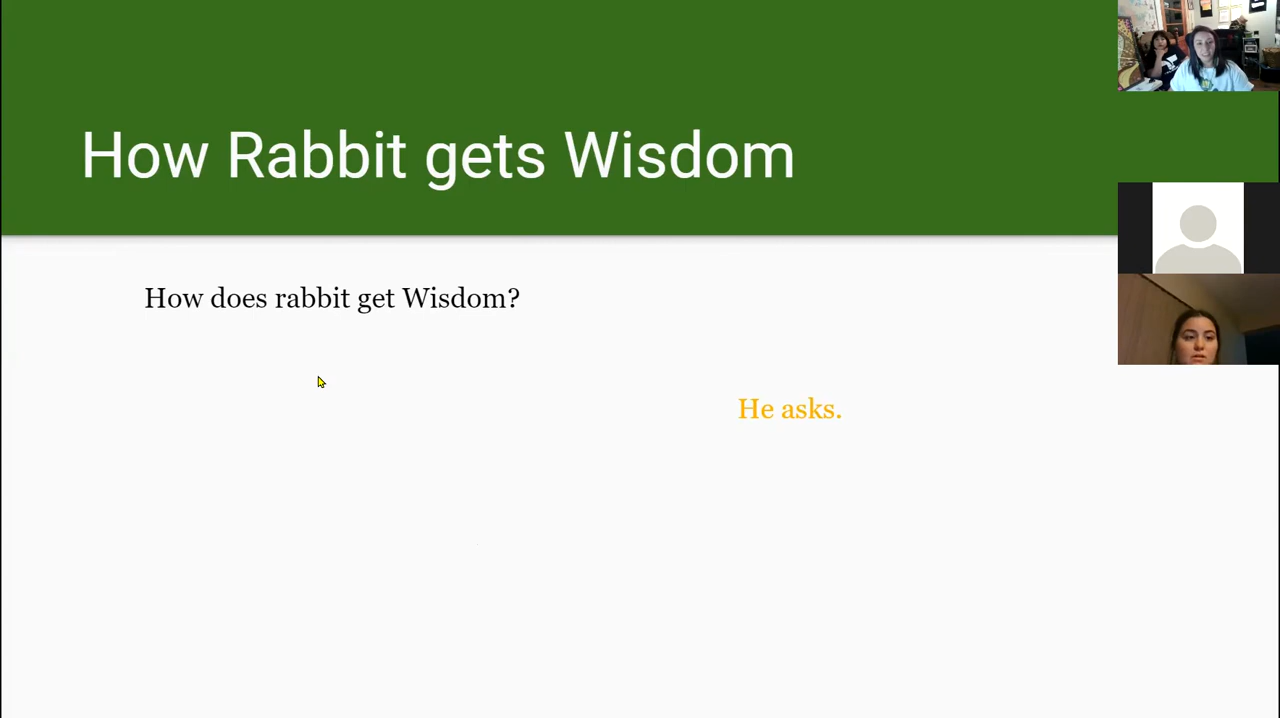 How Rabbit gets Wisdom
How does rabbit get Wisdom?
He asks.